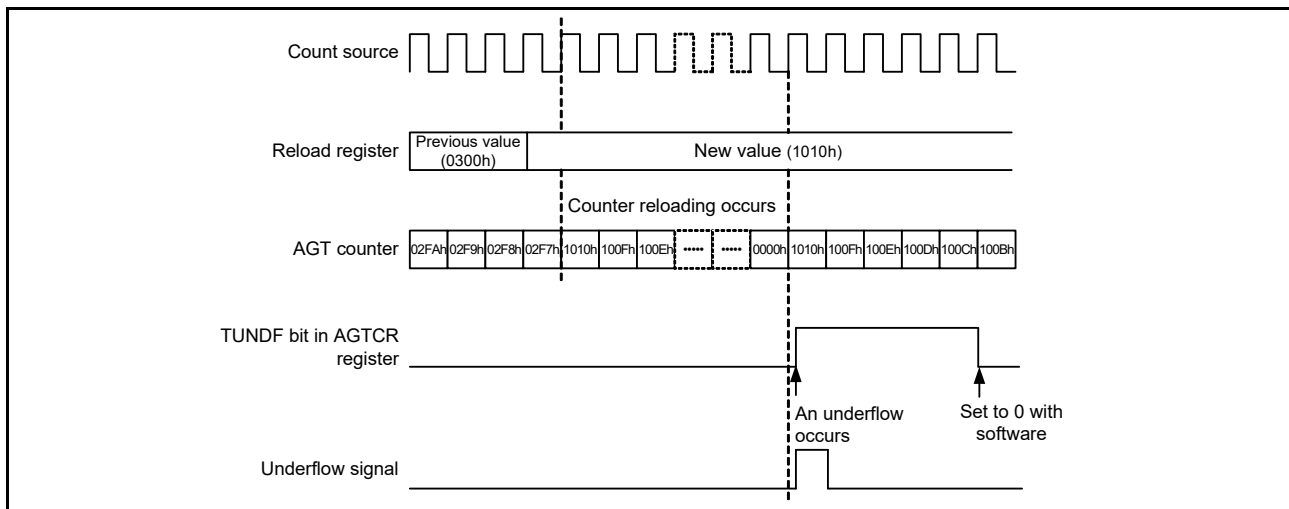 Count source
Reload register
Previous value
(0300h)
New value (1010h)
Counter reloading occurs
AGT counter
02FAh 02F9h 02F8h 02F7h 1010h 100Fh 100Eh ••••• ••••• 0000h 1010h 100Fh 100Eh 100Dh 100Ch 100Bh
TUNDF bit in AGTCR
register
An underflow
occurs
Set to 0 with
software
Underflow signal